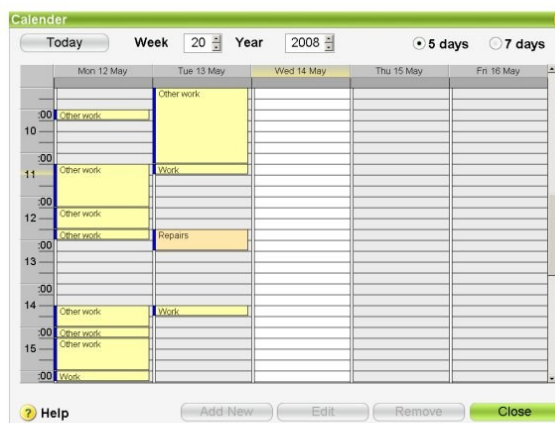 Calender
Today Week 20 Year 2008 5 days 7 days
Mon 12 May Tue 13 May Wed 14 May Thu 15 May Fri 16 May
Other work
:00 Other work
10
:00
Other work Work
11
:00
Other work
12
Other work Repairs
:00
13
:00
14
Other work Work
:00 Other work
Other work
15
:00 Work
? Help Add New Edit Remove Close